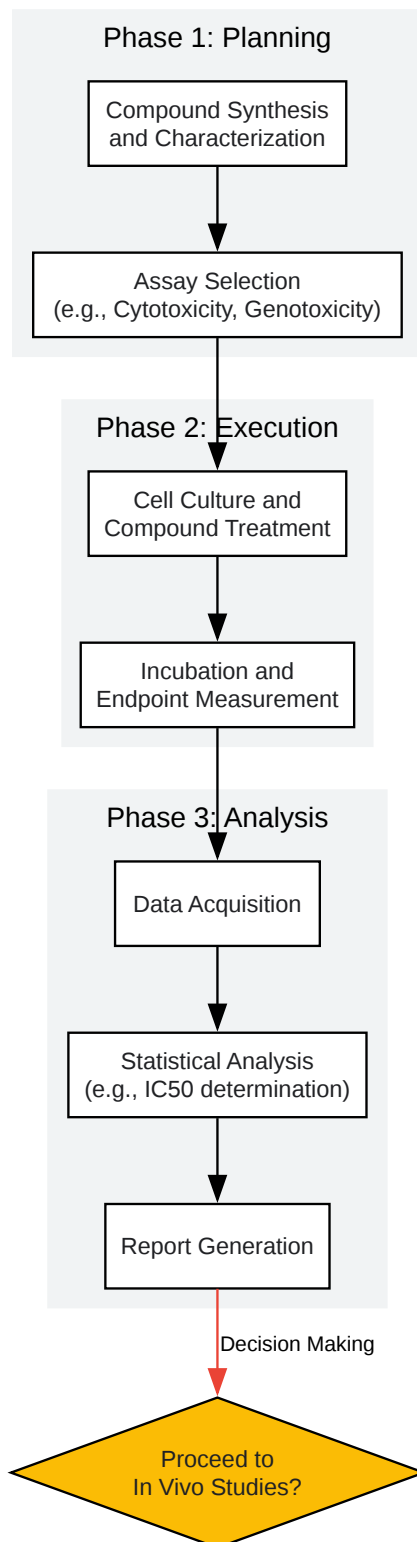 Phase 1: Planning
Compound Synthesis
and Characterization
Assay Selection
(e.g., Cytotoxicity, Genotoxicity)
Phase 2: Execution
Cell Culture and
Compound Treatment
Incubation and
Endpoint Measurement
Phase 3: Analysis
Data Acquisition
Statistical Analysis
(e.g., IC50 determination)
Report Generation
Decision Making
Proceed to
In Vivo Studies?